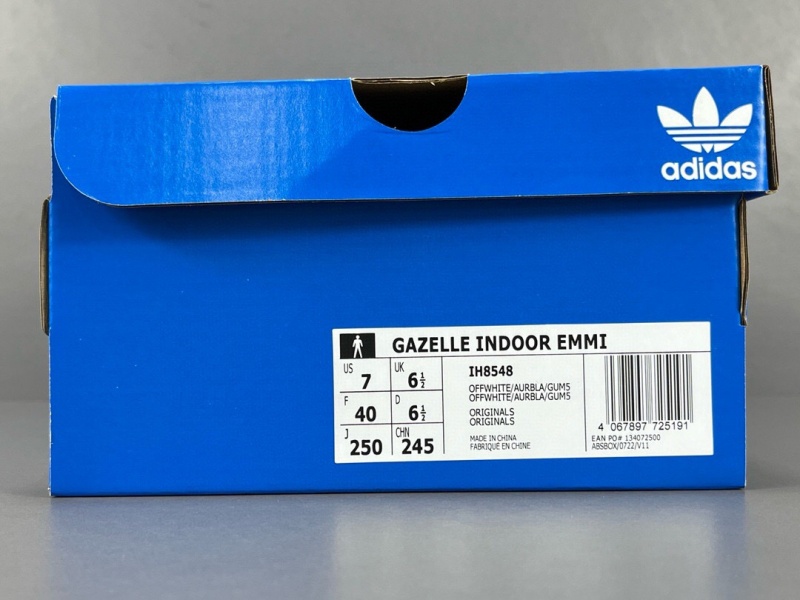 adidas
GAZELLE INDOOR EMMI
US 7 UK 6½
F 40 D 6½
J 250 CHN 245
IH8548
OFFWHITE/AURBLA/GUM5
OFFWHITE/AURBLA/GUM5
ORIGINALS
ORIGINALS
MADE IN CHINA
FABRIQUÉ EN CHINE
4 067897 725191
EAN PO# 134072500
ABSBOX/0722/V11